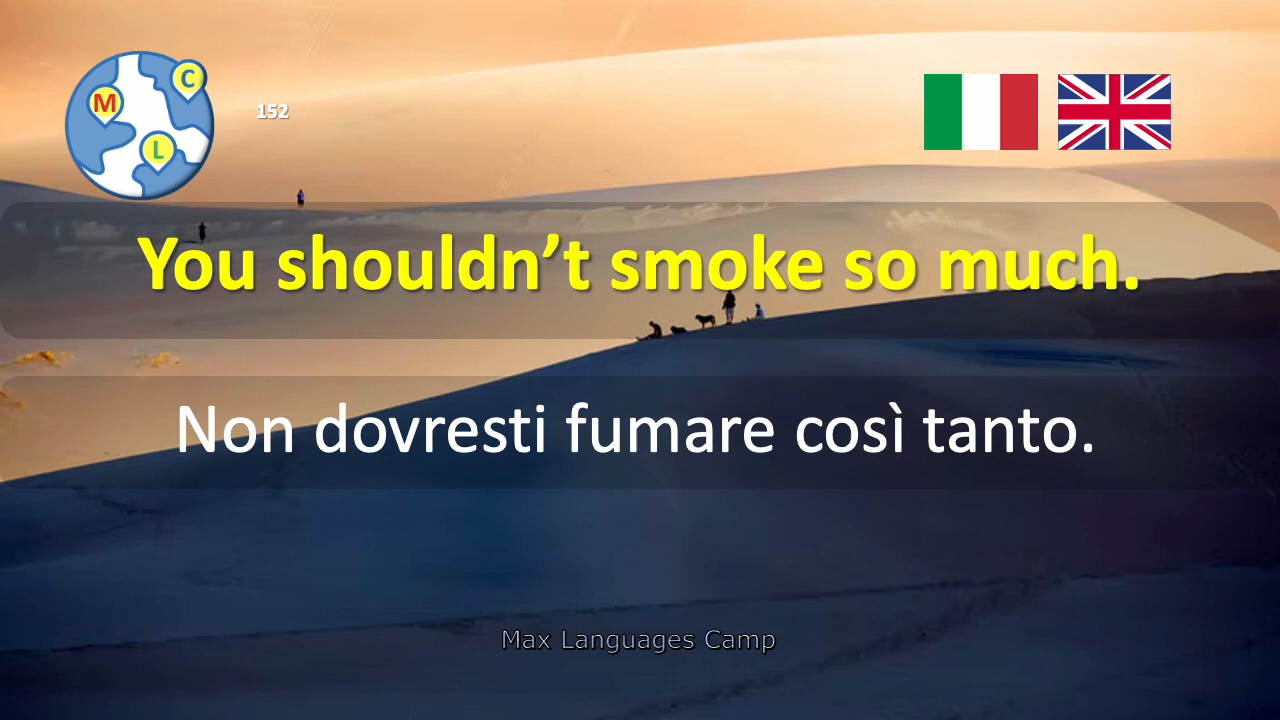 M
C
L
152
You shouldn’t smoke so much.
Non dovresti fumare così tanto.
Max Languages Camp